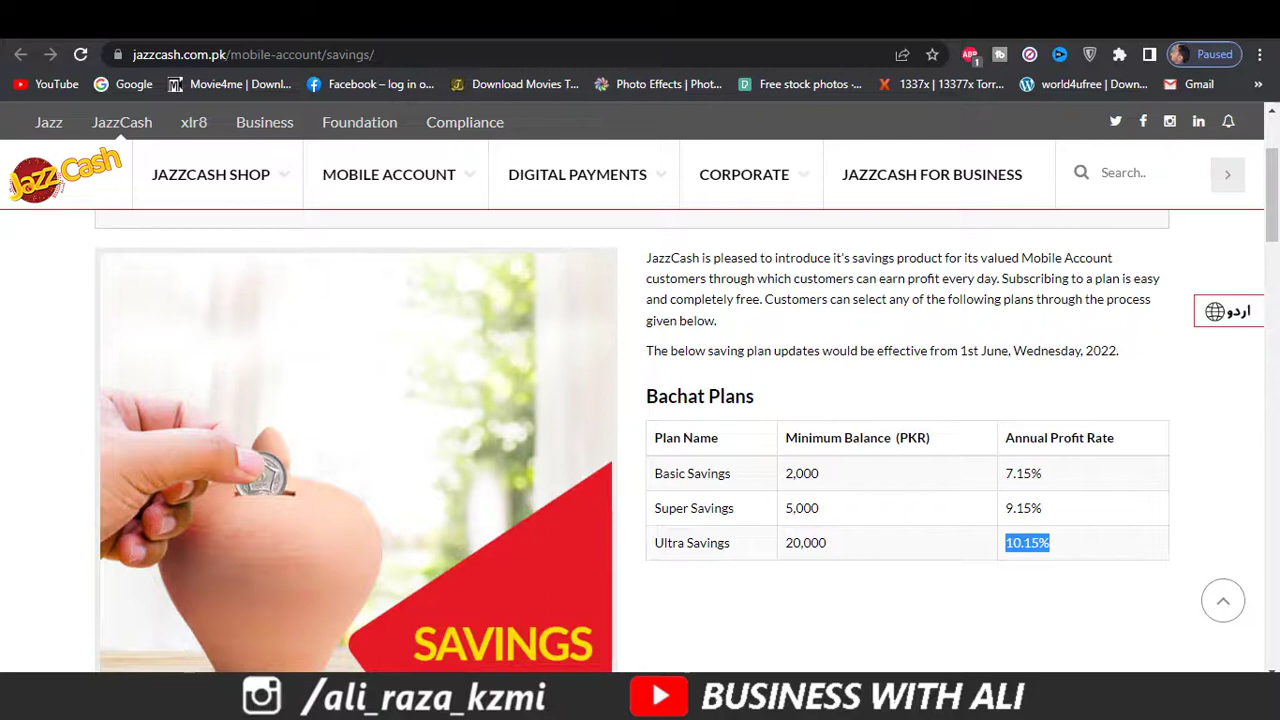 jazzcash.com.pk/mobile-account/savings/
ABP
1
Paused
YouTube
Google
Movie4me | Downl...
Facebook – log in o...
Download Movies T...
Photo Effects | Phot...
Free stock photos ·...
1337x | 13377x Torr...
world4ufree | Down...
Gmail
»
Jazz
JazzCash
xlr8
Business
Foundation
Compliance
Jazz Cash
JAZZCASH SHOP
MOBILE ACCOUNT
DIGITAL PAYMENTS
CORPORATE
JAZZCASH FOR BUSINESS
Search..
JazzCash is pleased to introduce it's savings product for its valued Mobile Account
customers through which customers can earn profit every day. Subscribing to a plan is easy
and completely free. Customers can select any of the following plans through the process
given below.
اردو
The below saving plan updates would be effective from 1st June, Wednesday, 2022.
Bachat Plans
Plan Name Minimum Balance (PKR) Annual Profit Rate
Basic Savings 2,000 7.15%
Super Savings 5,000 9.15%
Ultra Savings 20,000 10.15%
SAVINGS
/ali_raza_kzmi
BUSINESS WITH ALI